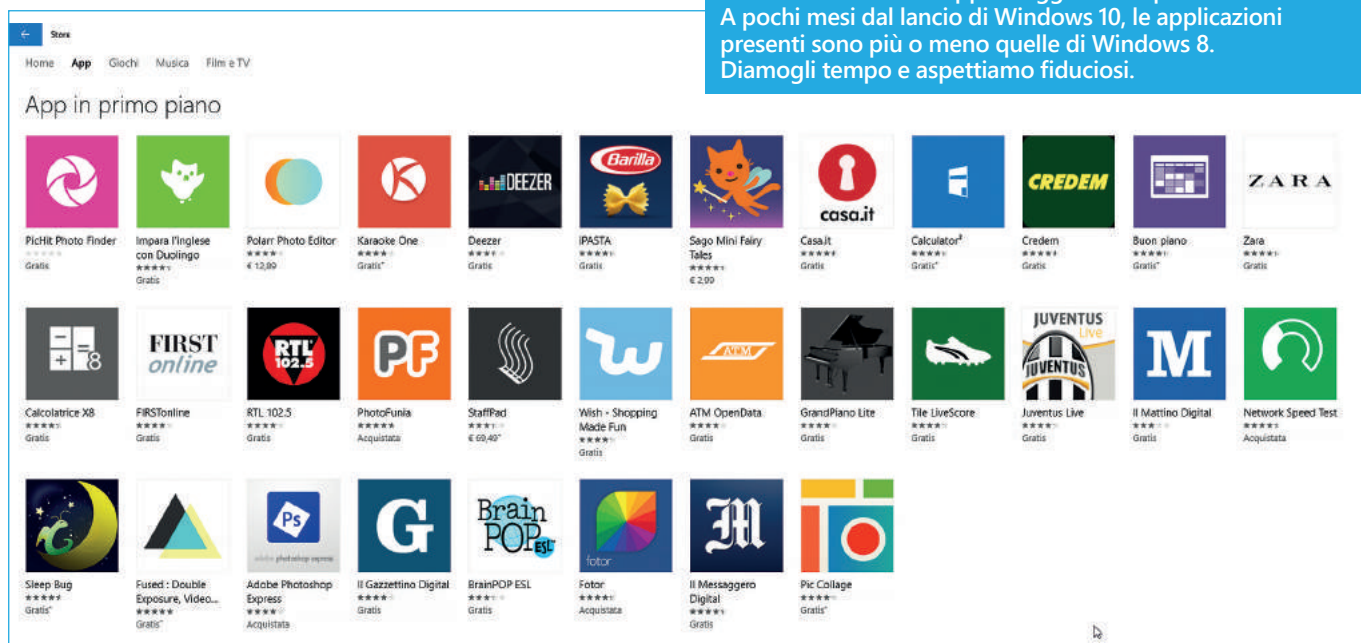 A pochi mesi dal lancio di Windows 10, le applicazioni
presenti sono più o meno quelle di Windows 8.
Diamogli tempo e aspettiamo fiduciosi.
Store
Home App Giochi Musica Film e TV
App in primo piano
DEEZER
Barilla
casa.it
CREDEM
ZARA
PicHit Photo Finder
Gratis
Impara l'inglese
con Duolingo
Gratis
Polarr Photo Editor
€ 12,99
Karaoke One
Gratis*
Deezer
Gratis
iPASTA
Gratis
Sago Mini Fairy
Tales
€ 2,99
Casa.it
Gratis
Calculator²
Gratis*
Credem
Gratis
Buon piano
Gratis*
Zara
Gratis
8
FIRST
online
RTL
102.5
PF
ATM
JUVENTUS
Live
JUVENTUS
M
Calcolatrice X8
Gratis
FIRSTonline
Gratis
RTL 102.5
Gratis
PhotoFunia
Acquistata
StaffPad
€ 69,49*
Wish - Shopping
Made Fun
Gratis
ATM OpenData
Gratis
GrandPiano Lite
Gratis
Tile LiveScore
Gratis
Juventus Live
Gratis
Il Mattino Digital
Gratis
Network Speed Test
Acquistata
Ps
adobe photoshop express
G
Brain
POP
ESL
fotor
M
Sleep Bug
Gratis*
Fused : Double
Exposure, Video...
Gratis*
Adobe Photoshop
Express
Acquistata
Il Gazzettino Digital
Gratis
BrainPOP ESL
Gratis
Fotor
Acquistata
Il Messaggero
Digital
Gratis
Pic Collage
Gratis*